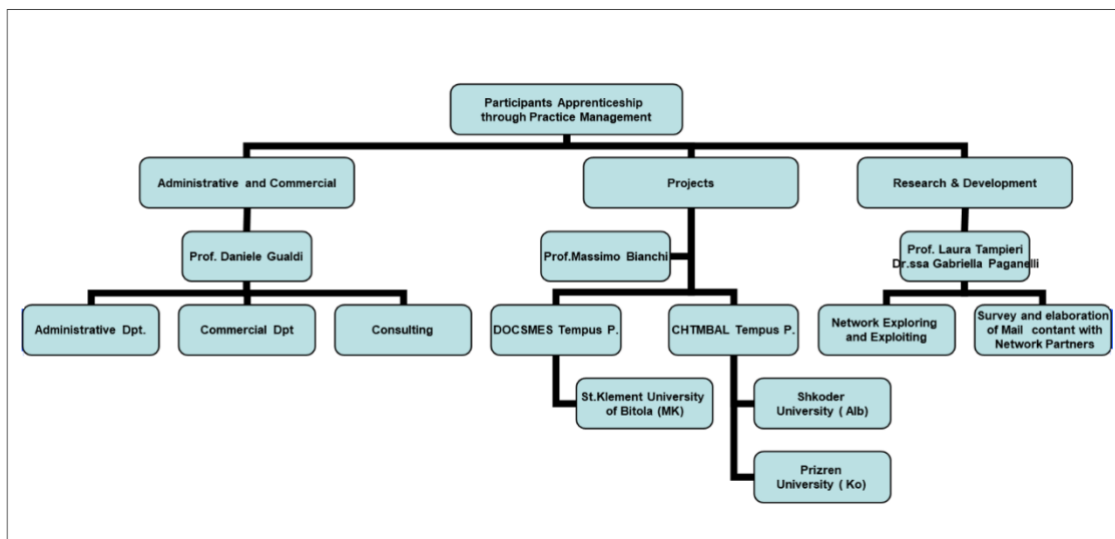 Participants Apprenticeship
through Practice Management
Administrative and Commercial
Projects
Research & Development
Prof. Daniele Gualdi
Prof.Massimo Bianchi
Prof. Laura Tampieri
Dr.ssa Gabriella Paganelli
Administrative Dpt.
Commercial Dpt
Consulting
DOCSMES Tempus P.
CHTMBAL Tempus P.
Network Exploring
and Exploiting
Survey and elaboration
of Mail contant with
Network Partners
St.Klement University
of Bitola (MK)
Shkoder
University ( Alb)
Prizren
University ( Ko)